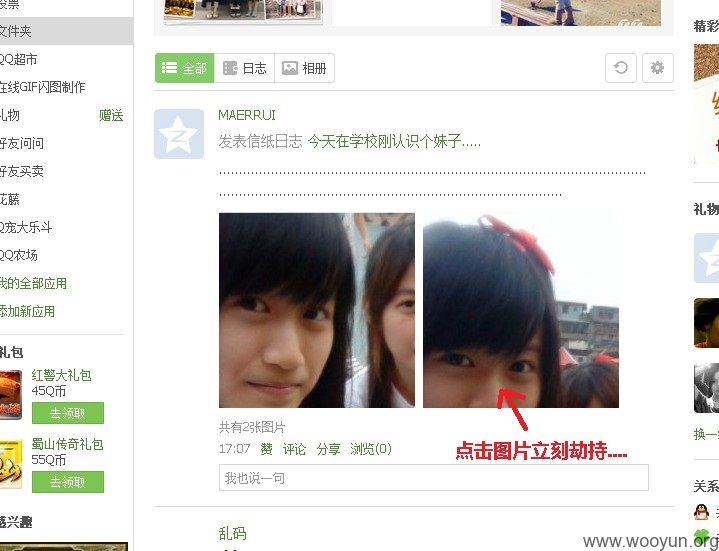 发票
文件夹
QQ超市
在线GIF闪图制作
礼物 赠送
好友问问
好友买卖
花藤
Q宠大乐斗
QQ农场
我的全部应用
添加新应用
礼包
红警大礼包
45Q币
去领取
蜀山传奇礼包
55Q币
去领取
感兴趣
全部 日志 相册
MAERRUI
发表信纸日志 今天在学校刚认识个妹子.....
共有2张图片
17:07 赞 评论 分享 浏览(0)
点击图片立刻劫持....
我也说一句
乱码
精彩
礼物
换一
关系
www.wooyun.org